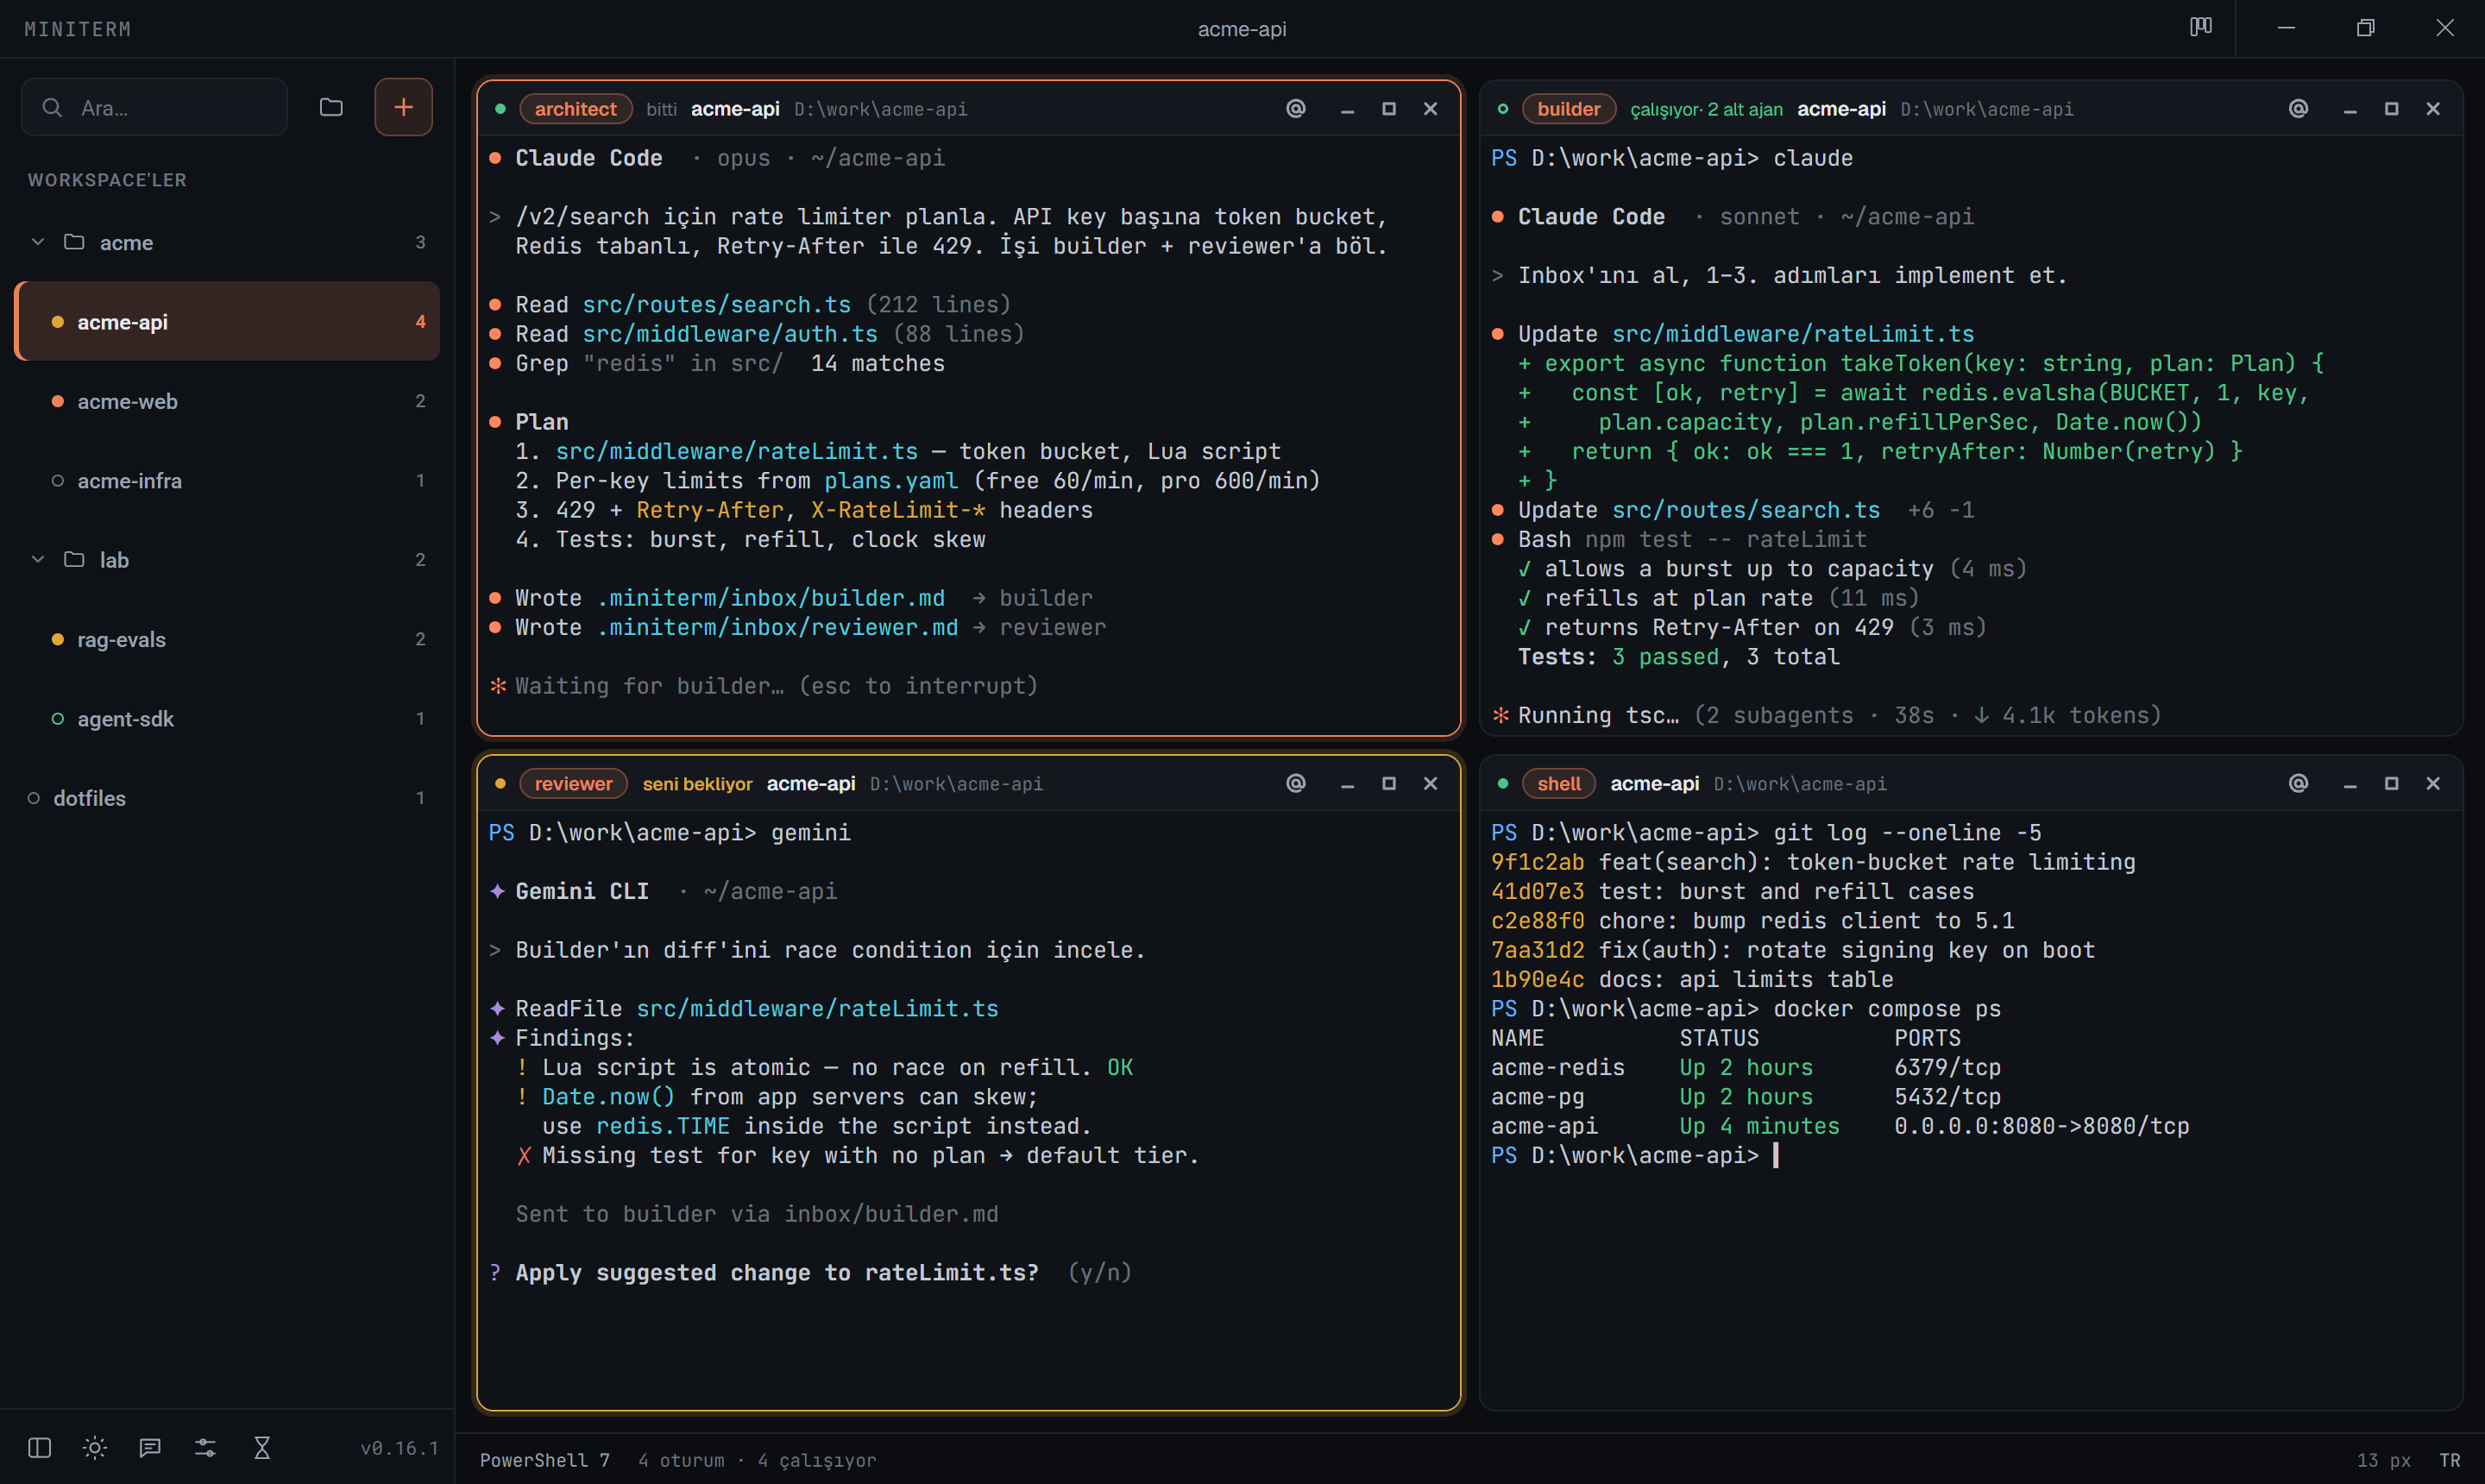 MINITERM
acme-api
Ara...
WORKSPACE'LER
acme 3
acme-api 4
acme-web 2
acme-infra 1
lab 2
rag-evals 2
agent-sdk 1
dotfiles 1
v0.16.1
architect bitti acme-api D:\work\acme-api
● Claude Code · opus · ~/acme-api
> /v2/search için rate limiter planla. API key başına token bucket,
Redis tabanlı, Retry-After ile 429. İşi builder + reviewer'a böl.
● Read src/routes/search.ts (212 lines)
● Read src/middleware/auth.ts (88 lines)
● Grep "redis" in src/ 14 matches
● Plan
1. src/middleware/rateLimit.ts — token bucket, Lua script
2. Per-key limits from plans.yaml (free 60/min, pro 600/min)
3. 429 + Retry-After, X-RateLimit-* headers
4. Tests: burst, refill, clock skew
● Wrote .miniterm/inbox/builder.md → builder
● Wrote .miniterm/inbox/reviewer.md → reviewer
✻ Waiting for builder… (esc to interrupt)
builder çalışıyor· 2 alt ajan acme-api D:\work\acme-api
PS D:\work\acme-api> claude
● Claude Code · sonnet · ~/acme-api
> Inbox'ını al, 1–3. adımları implement et.
● Update src/middleware/rateLimit.ts
+ export async function takeToken(key: string, plan: Plan) {
+ const [ok, retry] = await redis.evalsha(BUCKET, 1, key,
+ plan.capacity, plan.refillPerSec, Date.now())
+ return { ok: ok === 1, retryAfter: Number(retry) }
+ }
● Update src/routes/search.ts +6 -1
● Bash npm test -- rateLimit
✓ allows a burst up to capacity (4 ms)
✓ refills at plan rate (11 ms)
✓ returns Retry-After on 429 (3 ms)
Tests: 3 passed, 3 total
✻ Running tsc… (2 subagents · 38s · ↓ 4.1k tokens)
reviewer seni bekliyor acme-api D:\work\acme-api
PS D:\work\acme-api> gemini
✦ Gemini CLI · ~/acme-api
> Builder'ın diff'ini race condition için incele.
✦ ReadFile src/middleware/rateLimit.ts
✦ Findings:
! Lua script is atomic — no race on refill. OK
! Date.now() from app servers can skew;
use redis.TIME inside the script instead.
✗ Missing test for key with no plan → default tier.
Sent to builder via inbox/builder.md
? Apply suggested change to rateLimit.ts? (y/n)
shell acme-api D:\work\acme-api
PS D:\work\acme-api> git log --oneline -5
9f1c2ab feat(search): token-bucket rate limiting
41d07e3 test: burst and refill cases
c2e88f0 chore: bump redis client to 5.1
7aa31d2 fix(auth): rotate signing key on boot
1b90e4c docs: api limits table
PS D:\work\acme-api> docker compose ps
NAME STATUS PORTS
acme-redis Up 2 hours 6379/tcp
acme-pg Up 2 hours 5432/tcp
acme-api Up 4 minutes 0.0.0.0:8080->8080/tcp
PS D:\work\acme-api>
PowerShell 7 4 oturum · 4 çalışıyor
13 px TR